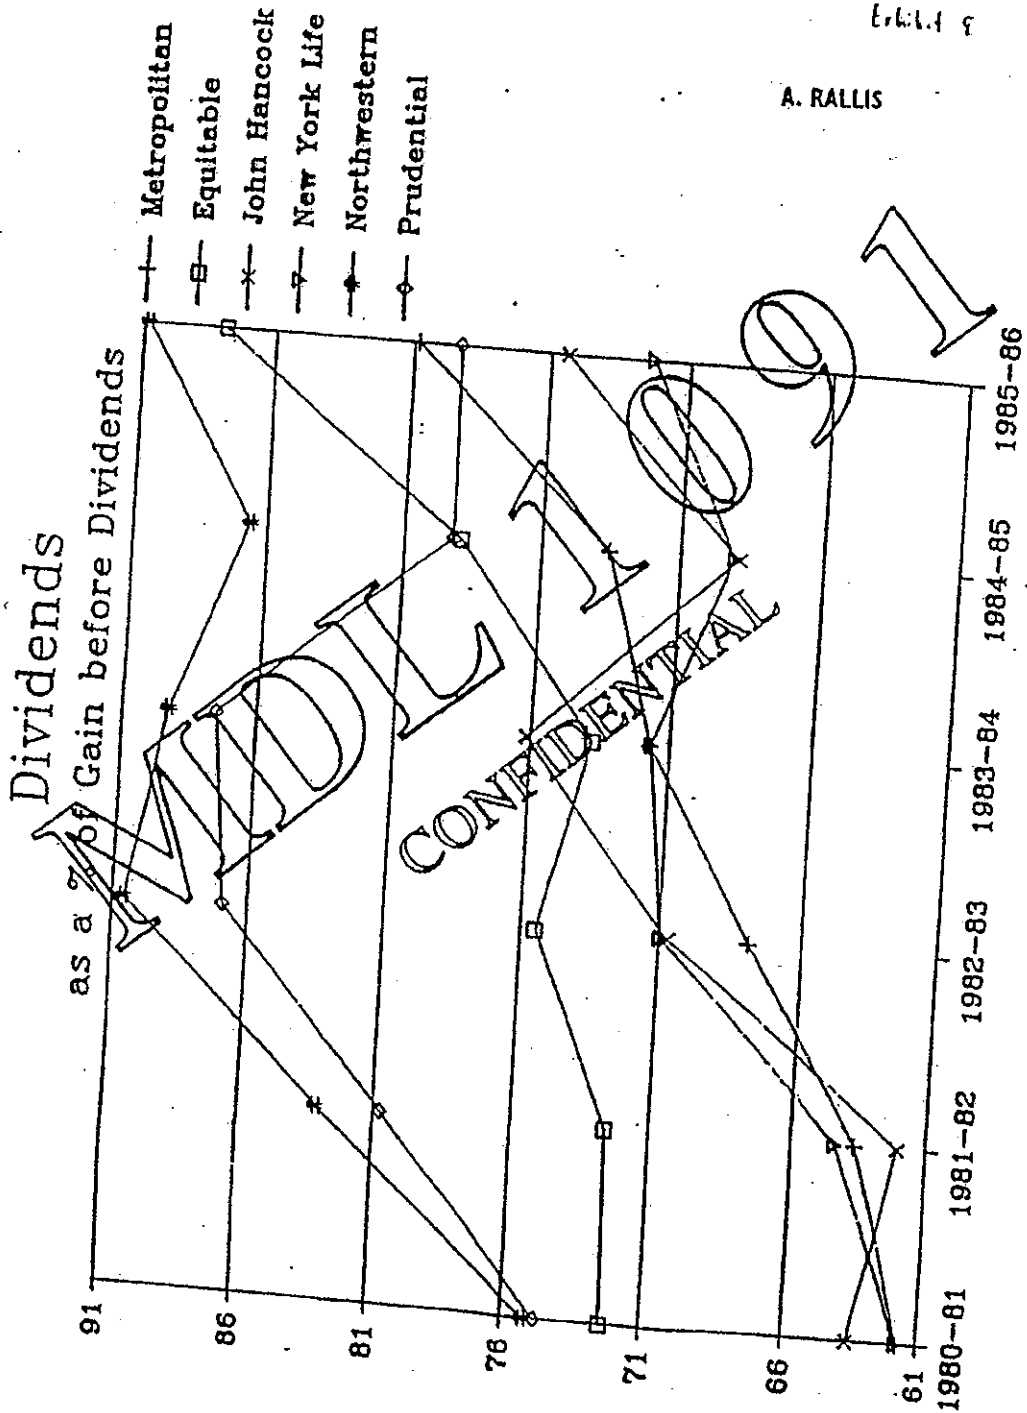 Exhibit
A. RALLIS
Dividends
as a % of Gain before Dividends
91
86
81
76
71
66
61
1980-81
1981-82
1982-83
1983-84
1984-85
1985-86
Metropolitan
Equitable
John Hancock
New York Life
Northwestern
Prudential
MDL 1091
CONFIDENTIAL